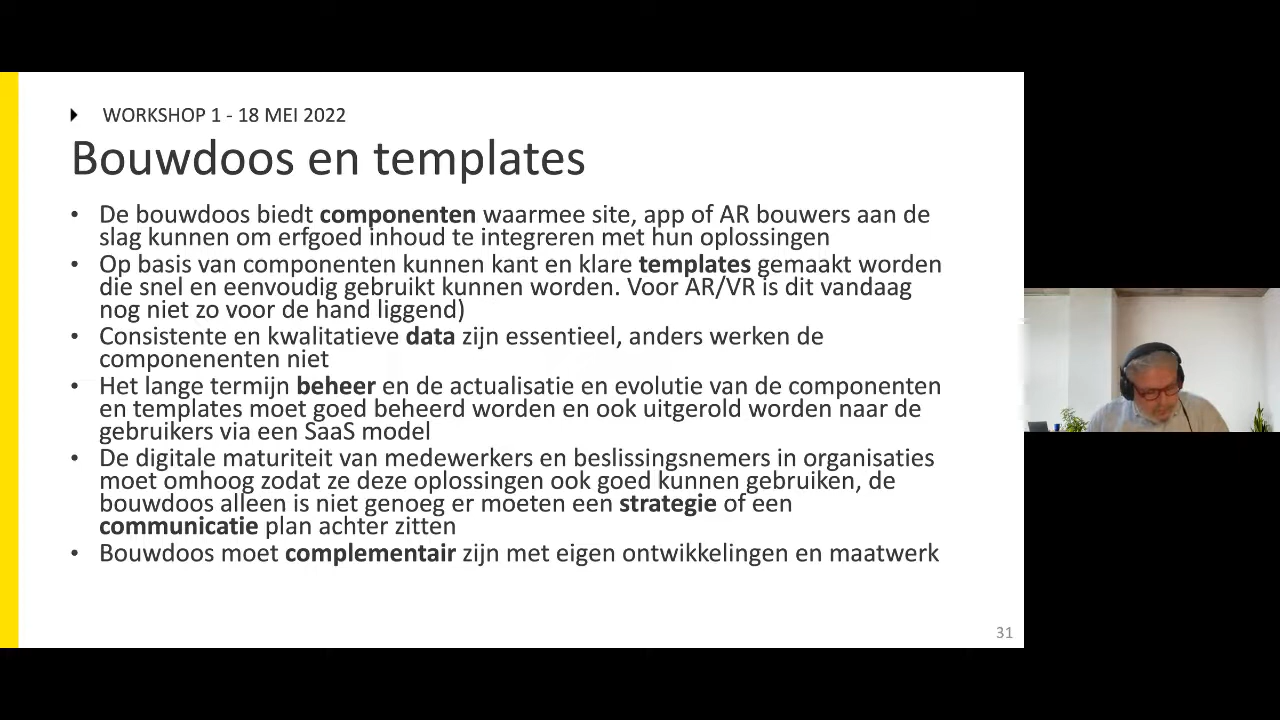 WORKSHOP 1 - 18 MEI 2022
Bouwdoos en templates
• De bouwdoos biedt componenten waarmee site, app of AR bouwers aan de
slag kunnen om erfgoed inhoud te integreren met hun oplossingen
• Op basis van componenten kunnen kant en klare templates gemaakt worden
die snel en eenvoudig gebruikt kunnen worden. Voor AR/VR is dit vandaag
nog niet zo voor de hand liggend)
• Consistente en kwalitatieve data zijn essentieel, anders werken de
componenenten niet
• Het lange termijn beheer en de actualisatie en evolutie van de componenten
en templates moet goed beheerd worden en ook uitgerold worden naar de
gebruikers via een SaaS model
• De digitale maturiteit van medewerkers en beslissingsnemers in organisaties
moet omhoog zodat ze deze oplossingen ook goed kunnen gebruiken, de
bouwdoos alleen is niet genoeg er moeten een strategie of een
communicatie plan achter zitten
• Bouwdoos moet complementair zijn met eigen ontwikkelingen en maatwerk
31